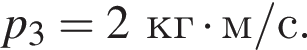 p₃ = 2 кг · м/с.